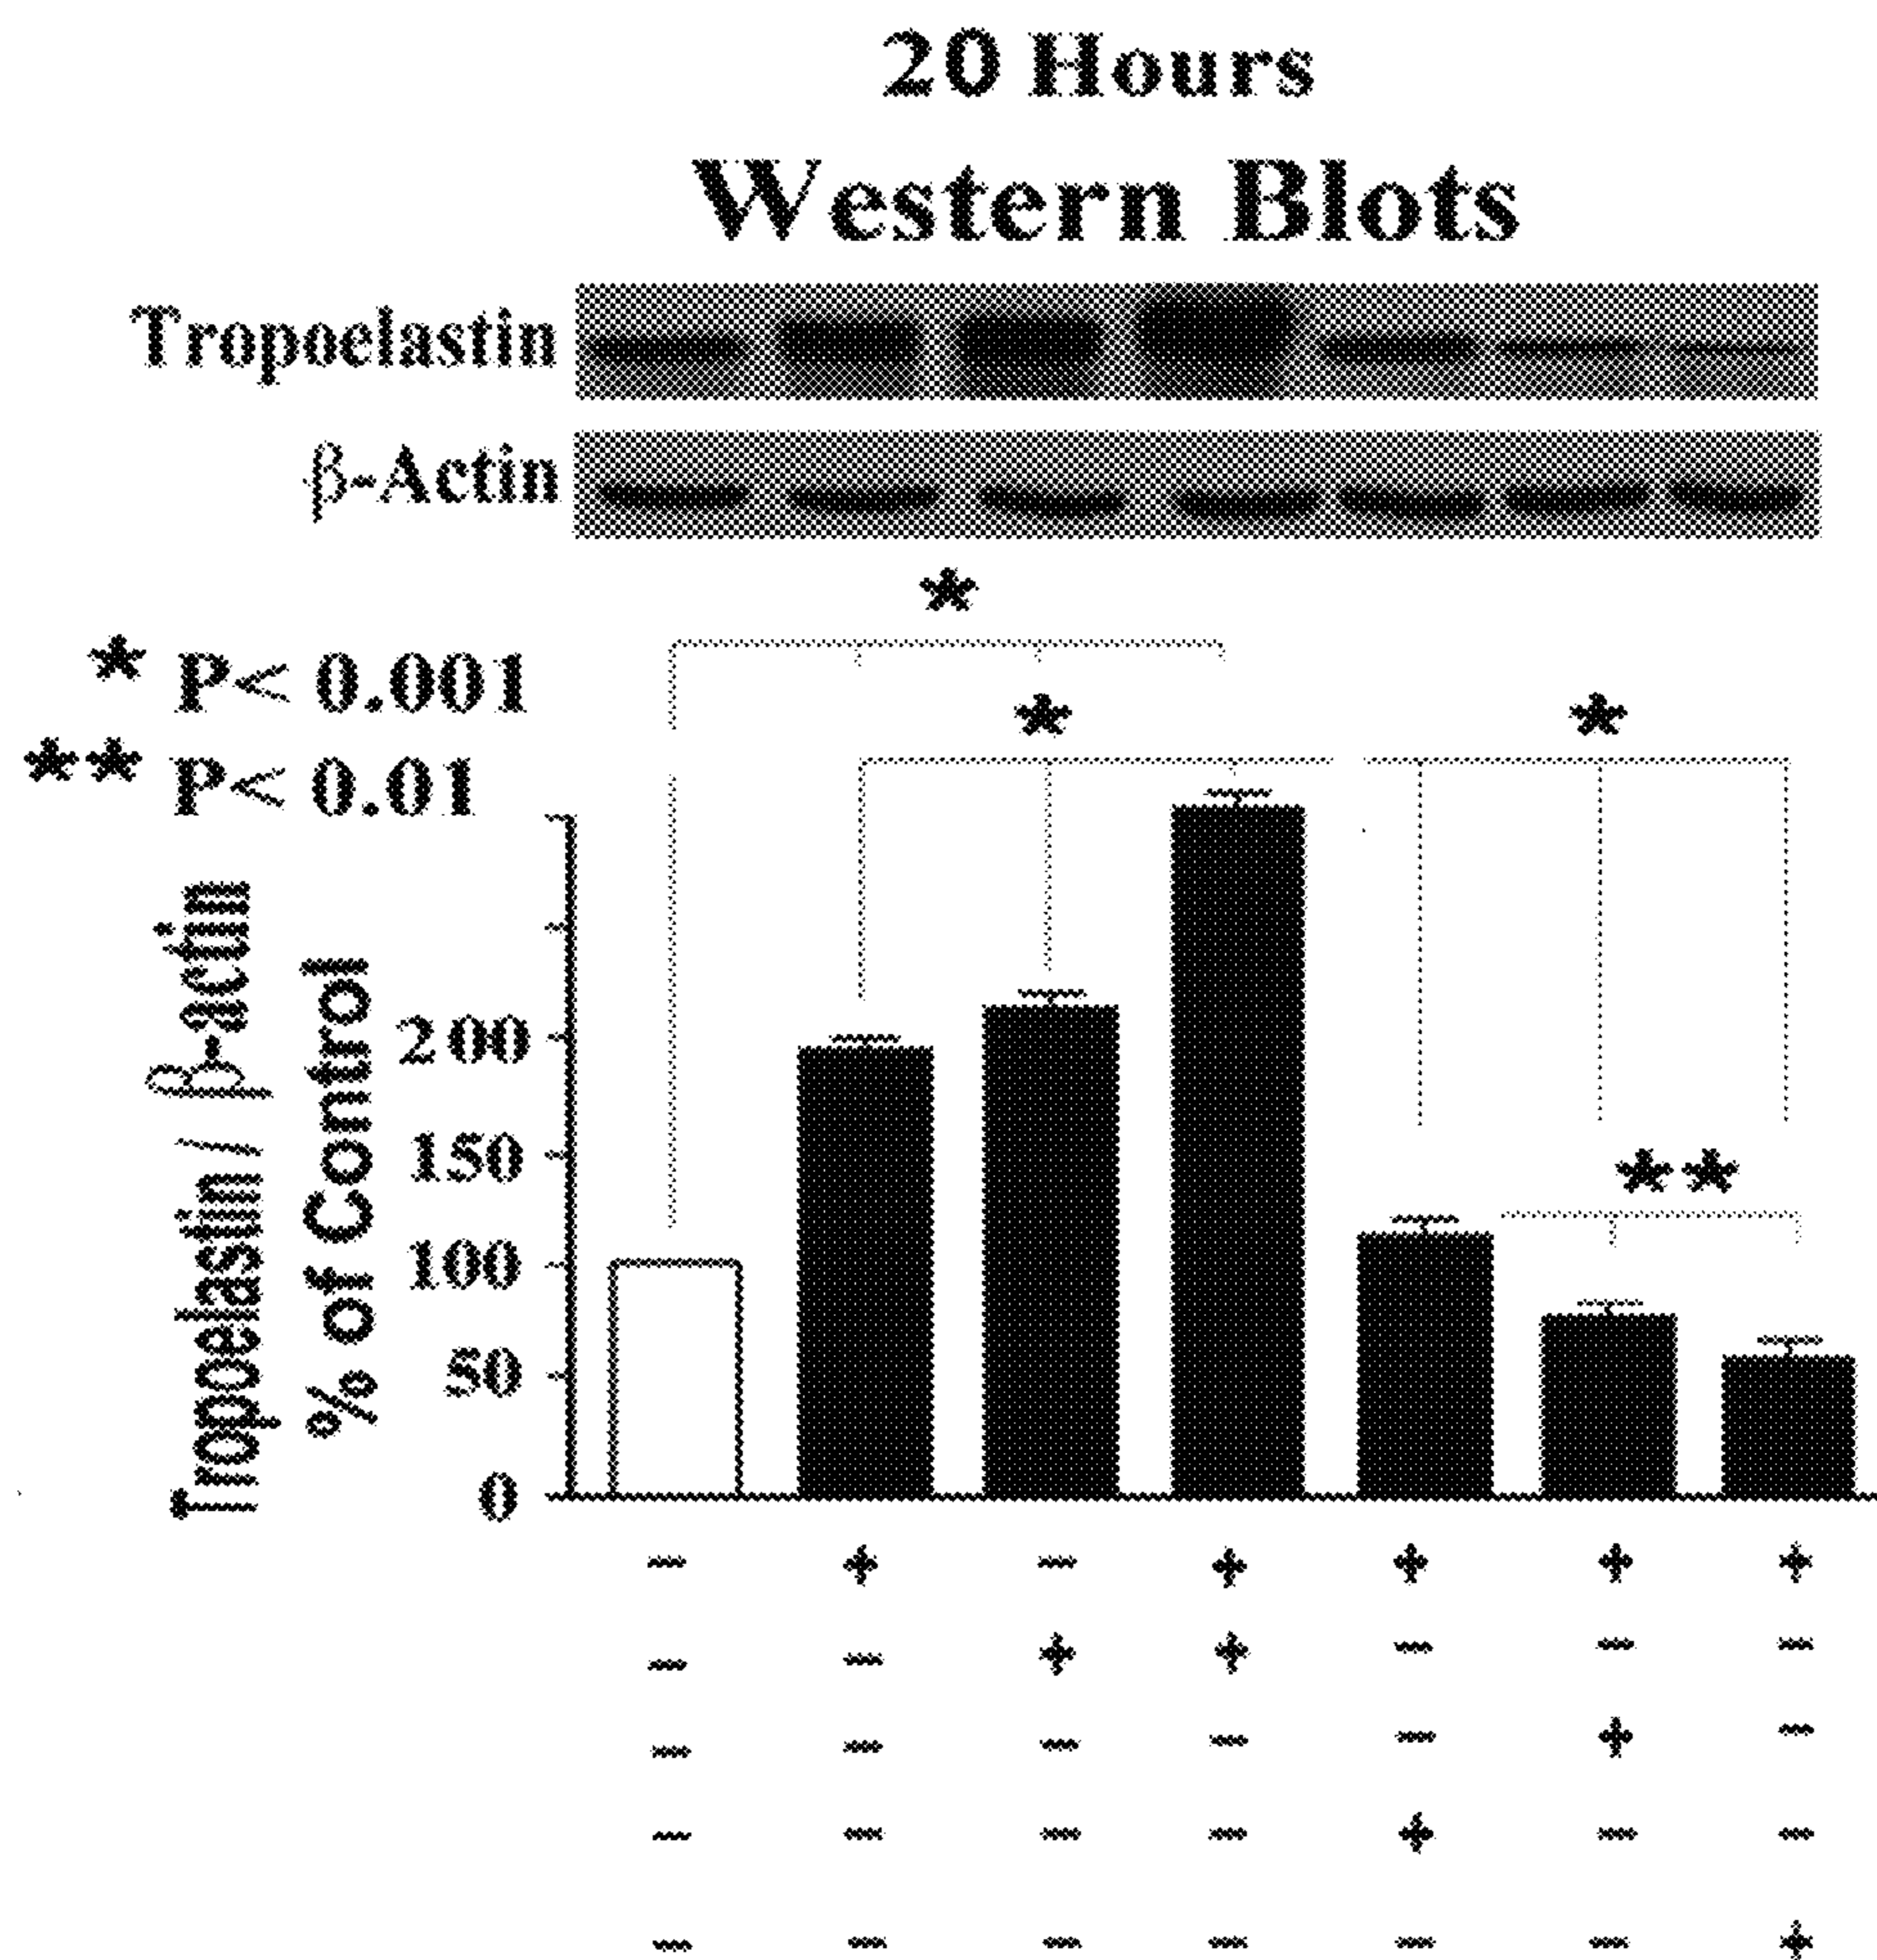 20 Hours
Western Blots
Tropoelastin
β-Actin
*
* P< 0.001
* *
** P< 0.01
Tropoelastin / β-actin
% of Control
200
150
**
100
50
0
− + − + + + +
− − + + − − −
− − − − − + −
− − − − + − −
− − − − − − +